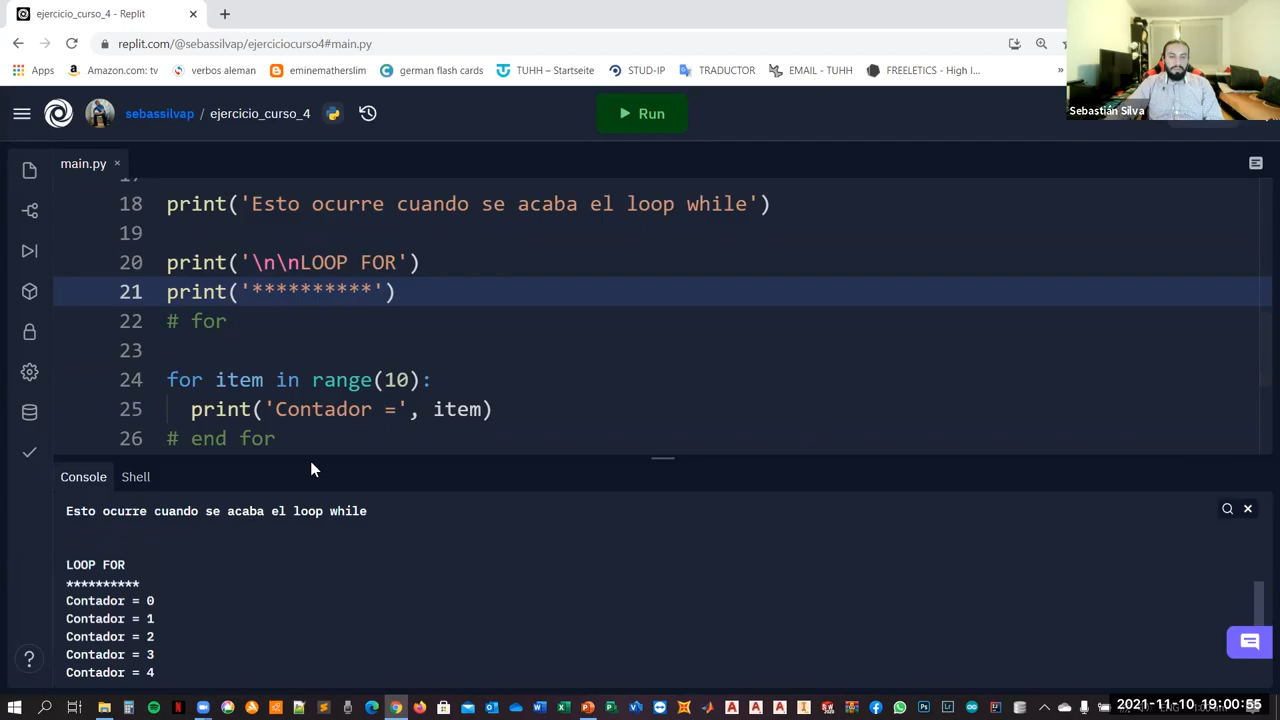 ejercicio_curso_4 - Replit
replit.com/@sebassilvap/ejerciciocurso4#main.py
Apps
Amazon.com: tv
verbos aleman
eminematherslim
german flash cards
TUHH – Startseite
STUD-IP
TRADUCTOR
EMAIL - TUHH
FREELETICS - High I...
»
Sebastián Silva
sebassilvap / ejercicio_curso_4
Run
main.py
18 print('Esto ocurre cuando se acaba el loop while')
19
20 print('\n\nLOOP FOR')
21 print('**********')
22 # for
23
24 for item in range(10):
25 print('Contador =', item)
26 # end for
Console Shell
Esto ocurre cuando se acaba el loop while
LOOP FOR
**********
Contador = 0
Contador = 1
Contador = 2
Contador = 3
Contador = 4
2021-11-10 19:00:55